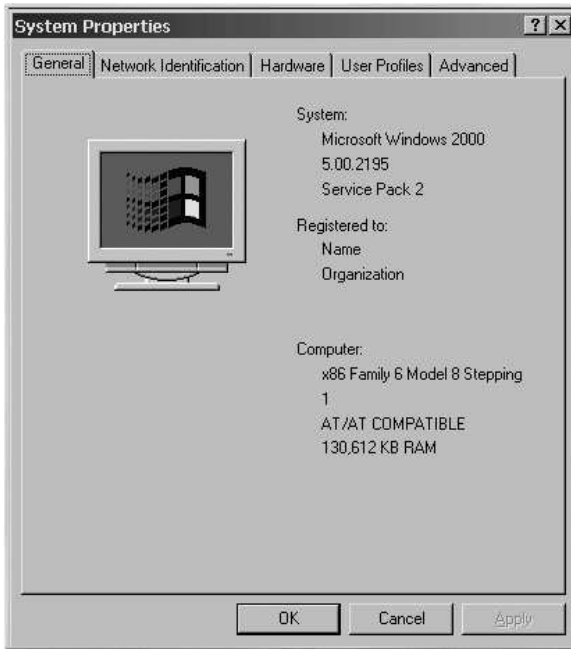 System Properties
? X
General Network Identification Hardware User Profiles Advanced
System:
Microsoft Windows 2000
5.00.2195
Service Pack 2
Registered to:
Name
Organization
Computer:
x86 Family 6 Model 8 Stepping
1
AT/AT COMPATIBLE
130,612 KB RAM
OK Cancel Apply